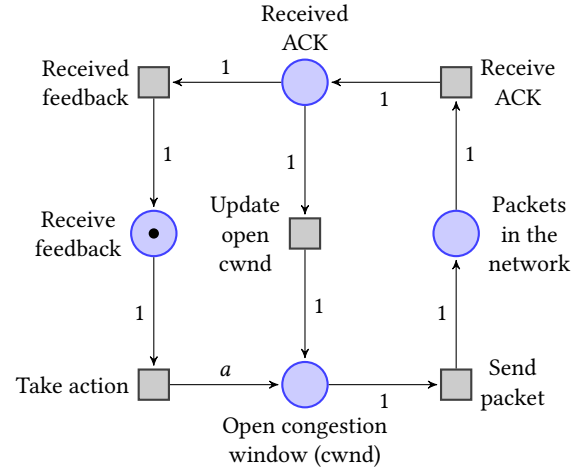 Received
ACK
Received
feedback
1
1
Receive
ACK
1
1
1
Receive
feedback
Update
open
cwnd
Packets
in the
network
1
1
1
Take action
a
1
Send
packet
Open congestion
window (cwnd)